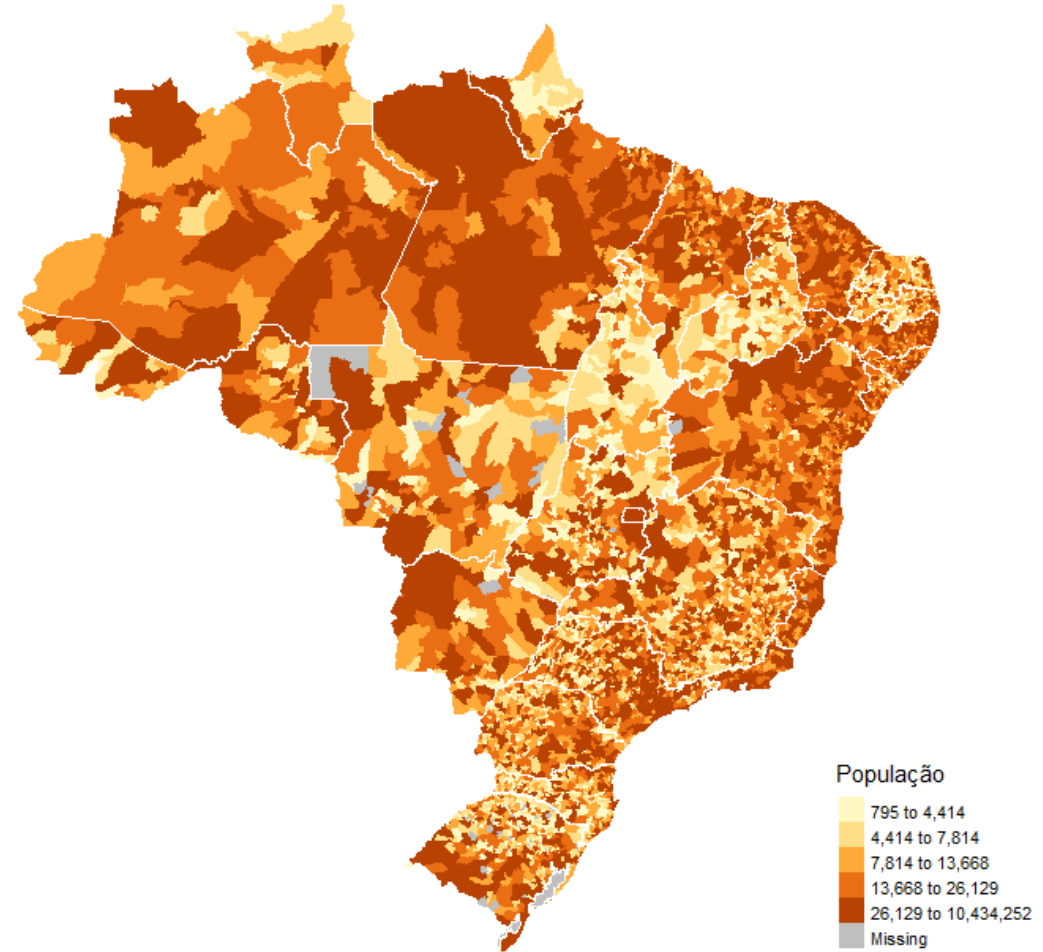 População
795 to 4,414
4,414 to 7,814
7,814 to 13,668
13,668 to 26,129
26,129 to 10,434,252
Missing